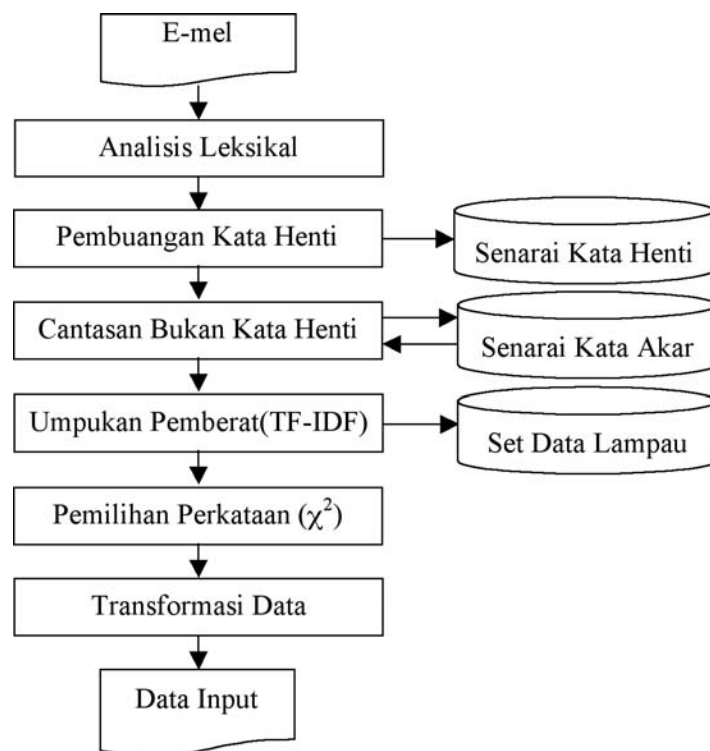 E-mel
Analisis Leksikal
Pembuangan Kata Henti
Senarai Kata Henti
Cantasan Bukan Kata Henti
Senarai Kata Akar
Umpukan Pemberat(TF-IDF)
Set Data Lampau
Pemilihan Perkataan (χ²)
Transformasi Data
Data Input